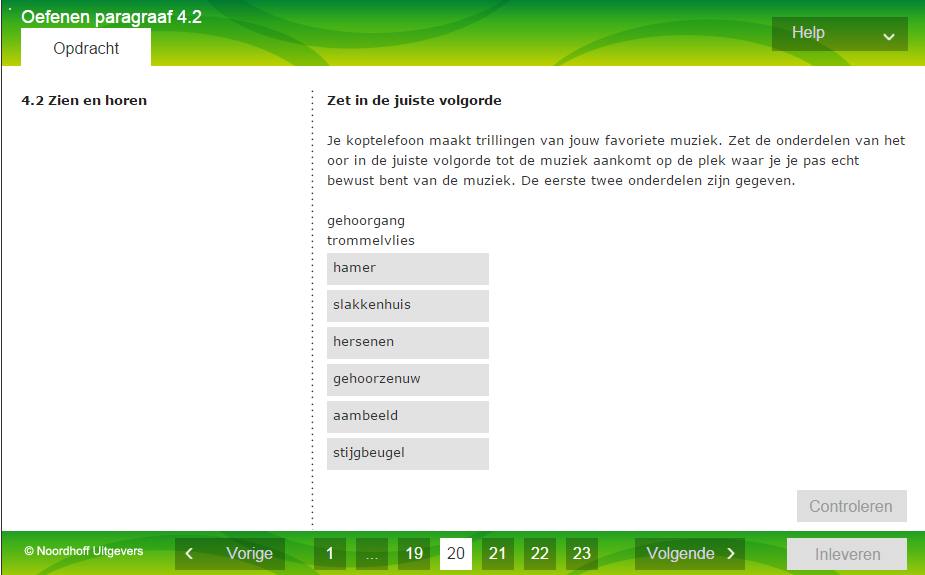 Oefenen paragraaf 4.2
Help
Opdracht
4.2 Zien en horen
Zet in de juiste volgorde
Je koptelefoon maakt trillingen van jouw favoriete muziek. Zet de onderdelen van het
oor in de juiste volgorde tot de muziek aankomt op de plek waar je je pas echt
bewust bent van de muziek. De eerste twee onderdelen zijn gegeven.
gehoorgang
trommelvlies
hamer
slakkenhuis
hersenen
gehoorzenuw
aambeeld
stijgbeugel
Controleren
© Noordhoff Uitgevers
Vorige
1 ... 19 20 21 22 23
Volgende
Inleveren